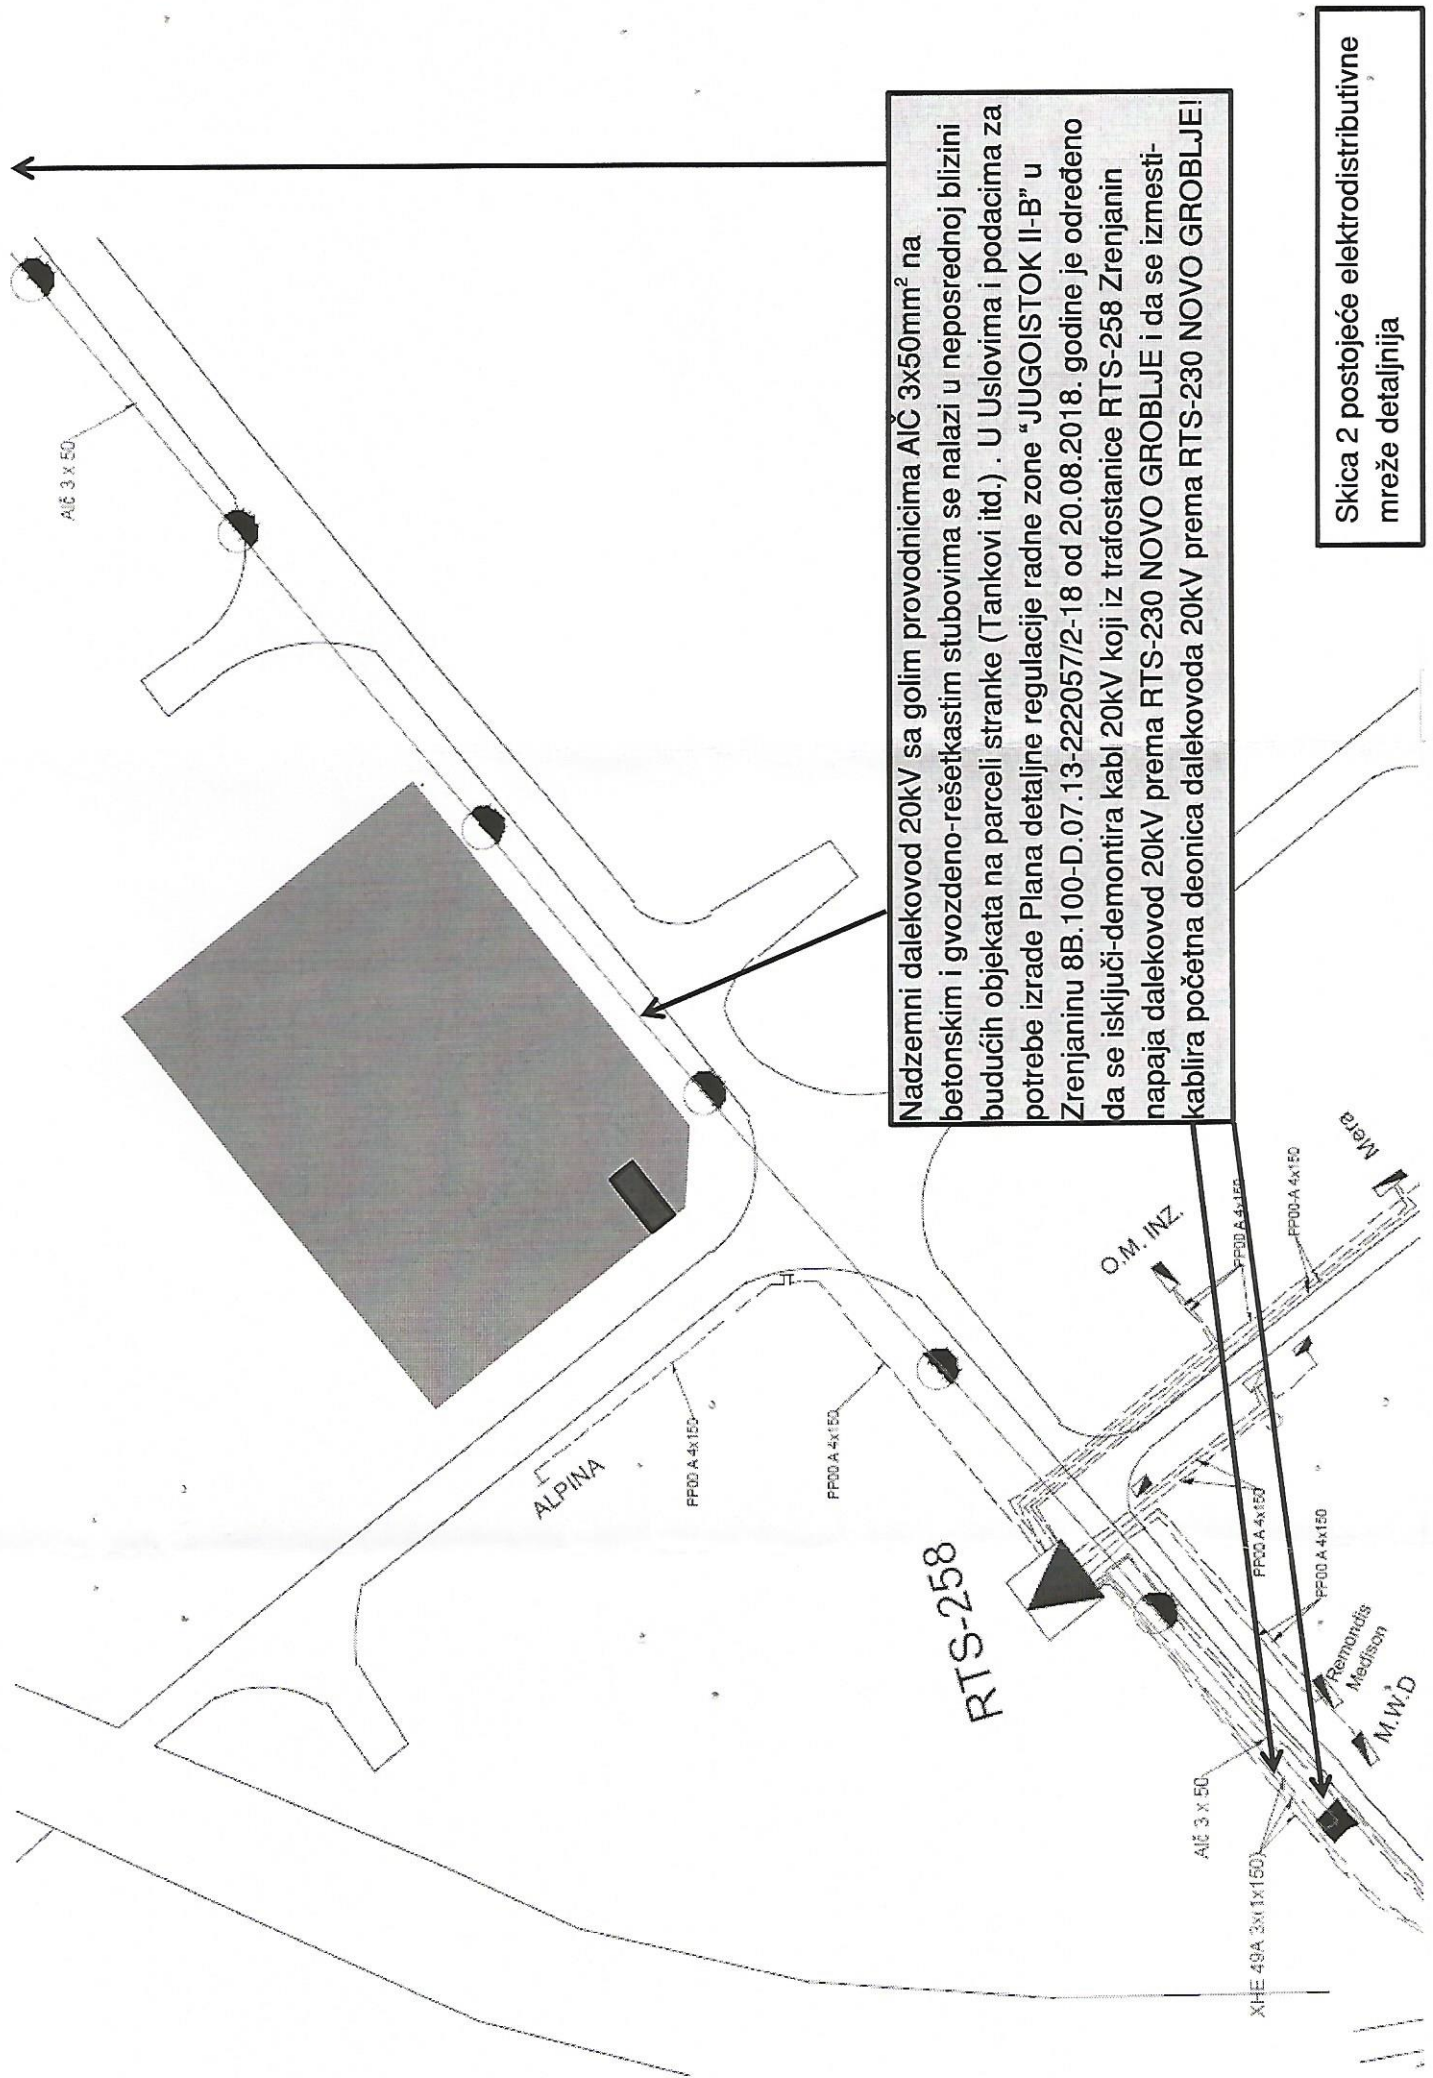 AlČ 3 x 50
Nadzemni dalekovod 20kV sa golim provodnicima AlČ 3x50mm² na
betonskim i gvozdeno-rešetkastim stubovima se nalazi u neposrednoj blizini
budućih objekata na parceli stranke (Tankovi itd.) . U Uslovima i podacima za
potrebe izrade Plana detaljne regulacije radne zone “JUGOISTOK II-B” u
Zrenjaninu 8B.100-D.07.13-222057/2-18 od 20.08.2018. godine je određeno
da se isključi-demontira kabl 20kV koji iz trafostanice RTS-258 Zrenjanin
napaja dalekovod 20kV prema RTS-230 NOVO GROBLJE i da se izmesti-
kablira početna deonica dalekovoda 20kV prema RTS-230 NOVO GROBLJE!
Skica 2 postojeće elektrodistributivne
mreže detaljnija
ALPINA
PP00 A 4x150
PP00 A 4x150
RTS-258
O.M. INZ.
Mera
PP00 A 4x150
PP00-A 4x150
PP00 A 4x150
PP00 A 4x150
Remondis
Medison
M.W.D
AlČ 3 X 50
XHE 49A 3x(1x150)